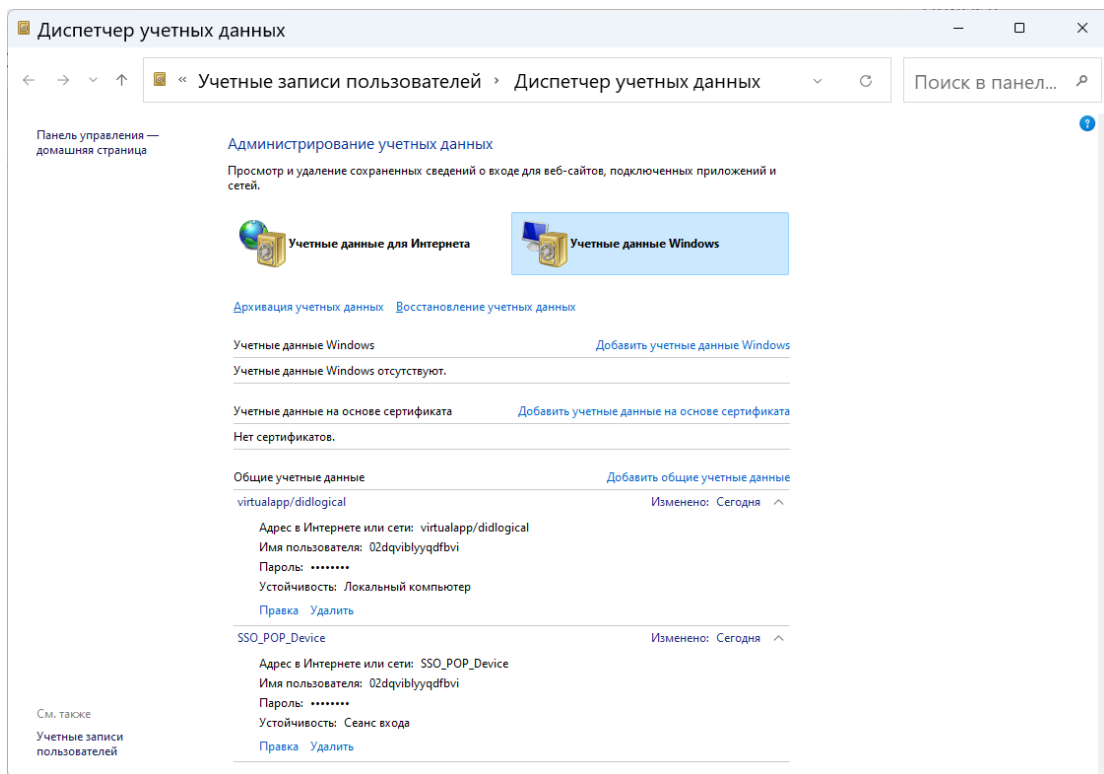 Диспетчер учетных данных
« Учетные записи пользователей › Диспетчер учетных данных
Поиск в панел...
Панель управления —
домашняя страница
Администрирование учетных данных
Просмотр и удаление сохраненных сведений о входе для веб-сайтов, подключенных приложений и
сетей.
Учетные данные для Интернета
Учетные данные Windows
Архивация учетных данных Восстановление учетных данных
Учетные данные Windows Добавить учетные данные Windows
Учетные данные Windows отсутствуют.
Учетные данные на основе сертификата Добавить учетные данные на основе сертификата
Нет сертификатов.
Общие учетные данные Добавить общие учетные данные
virtualapp/didlogical Изменено: Сегодня
Адрес в Интернете или сети: virtualapp/didlogical
Имя пользователя: 02dqviblyyqdfbvi
Пароль: ••••••••
Устойчивость: Локальный компьютер
Правка Удалить
SSO_POP_Device Изменено: Сегодня
Адрес в Интернете или сети: SSO_POP_Device
Имя пользователя: 02dqviblyyqdfbvi
Пароль: ••••••••
Устойчивость: Сеанс входа
Правка Удалить
См. также
Учетные записи
пользователей